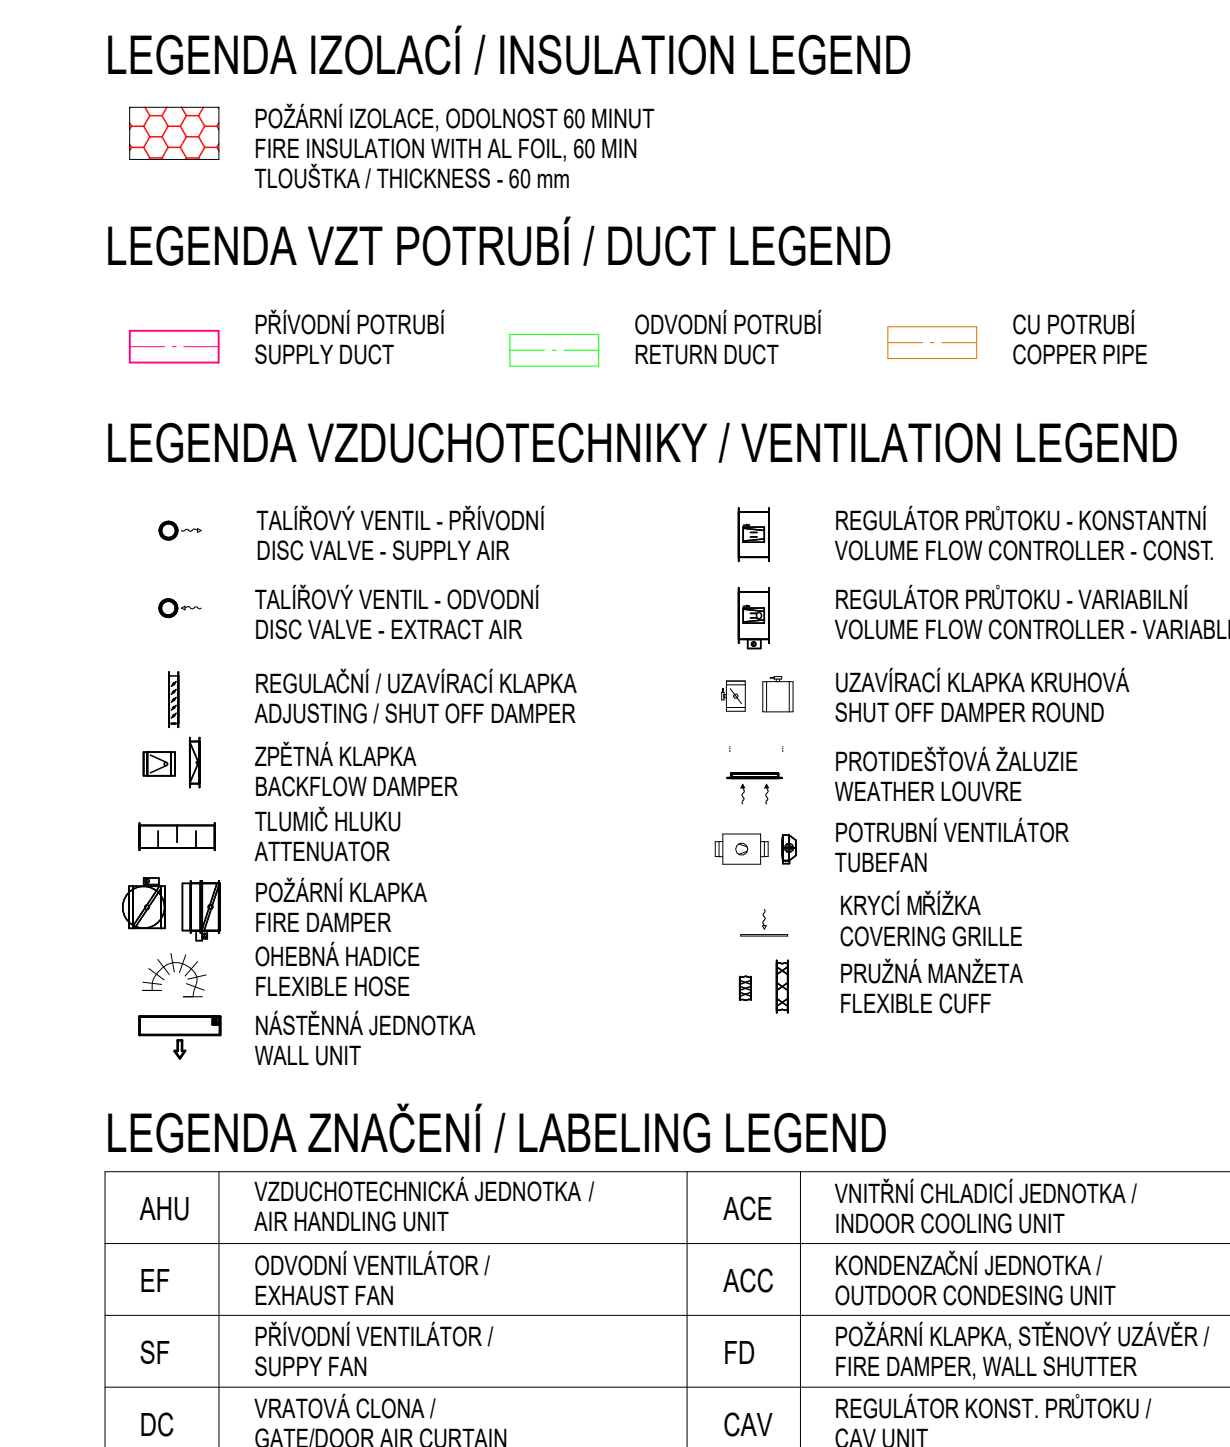 LEGENDA IZOLACÍ / INSULATION LEGEND
POŽÁRNÍ IZOLACE, ODOLNOST 60 MINUT
FIRE INSULATION WITH AL FOIL, 60 MIN
TLOUŠTKA / THICKNESS - 60 mm
LEGENDA VZT POTRUBÍ / DUCT LEGEND
PŘÍVODNÍ POTRUBÍ
SUPPLY DUCT
ODVODNÍ POTRUBÍ
RETURN DUCT
CU POTRUBÍ
COPPER PIPE
LEGENDA VZDUCHOTECHNIKY / VENTILATION LEGEND
TALÍŘOVÝ VENTIL - PŘÍVODNÍ
DISC VALVE - SUPPLY AIR
TALÍŘOVÝ VENTIL - ODVODNÍ
DISC VALVE - EXTRACT AIR
REGULAČNÍ / UZAVÍRACÍ KLAPKA
ADJUSTING / SHUT OFF DAMPER
ZPĚTNÁ KLAPKA
BACKFLOW DAMPER
TLUMIČ HLUKU
ATTENUATOR
POŽÁRNÍ KLAPKA
FIRE DAMPER
OHEBNÁ HADICE
FLEXIBLE HOSE
NÁSTĚNNÁ JEDNOTKA
WALL UNIT
REGULÁTOR PRŮTOKU - KONSTANTNÍ
VOLUME FLOW CONTROLLER - CONST.
REGULÁTOR PRŮTOKU - VARIABILNÍ
VOLUME FLOW CONTROLLER - VARIABL
UZAVÍRACÍ KLAPKA KRUHOVÁ
SHUT OFF DAMPER ROUND
PROTIDEŠŤOVÁ ŽALUZIE
WEATHER LOUVRE
POTRUBNÍ VENTILÁTOR
TUBEFAN
KRYCÍ MŘÍŽKA
COVERING GRILLE
PRUŽNÁ MANŽETA
FLEXIBLE CUFF
LEGENDA ZNAČENÍ / LABELING LEGEND
AHU
VZDUCHOTECHNICKÁ JEDNOTKA /
AIR HANDLING UNIT
ACE
VNITŘNÍ CHLADICÍ JEDNOTKA /
INDOOR COOLING UNIT
EF
ODVODNÍ VENTILÁTOR /
EXHAUST FAN
ACC
KONDENZAČNÍ JEDNOTKA /
OUTDOOR CONDESING UNIT
SF
PŘÍVODNÍ VENTILÁTOR /
SUPPY FAN
FD
POŽÁRNÍ KLAPKA, STĚNOVÝ UZÁVĚR /
FIRE DAMPER, WALL SHUTTER
DC
VRATOVÁ CLONA /
GATE/DOOR AIR CURTAIN
CAV
REGULÁTOR KONST. PRŮTOKU /
CAV UNIT